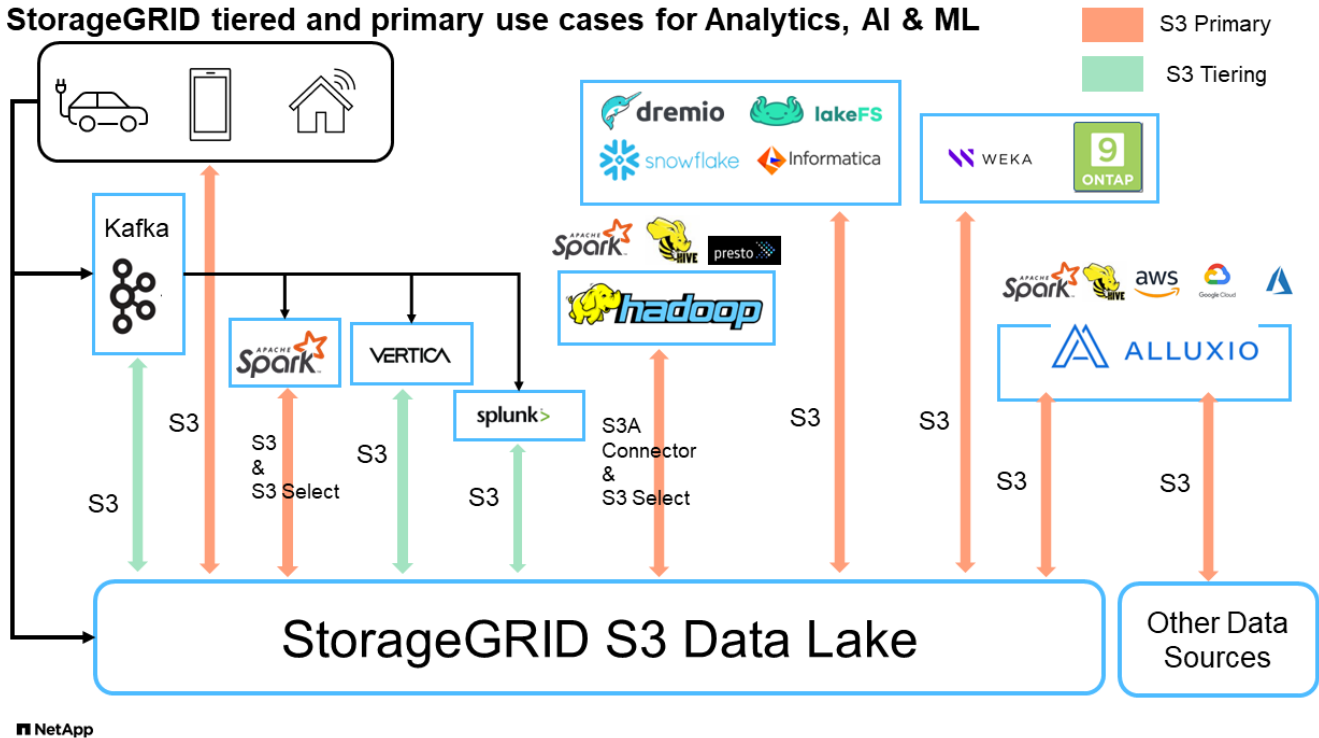 StorageGRID tiered and primary use cases for Analytics, AI & ML
S3 Primary
S3 Tiering
dremio
lakeFS
snowflake
Informatica
WEKA
9
ONTAP
Kafka
APACHE
Spark
HIVE
presto
hadoop
APACHE
Spark
HIVE
aws
Google Cloud
ALLUXIO
APACHE
Spark
VERTICA
splunk>
S3
S3
S3
&
S3 Select
S3
S3
S3A
Connector
&
S3 Select
S3
S3
S3
S3
StorageGRID S3 Data Lake
Other Data
Sources
NetApp